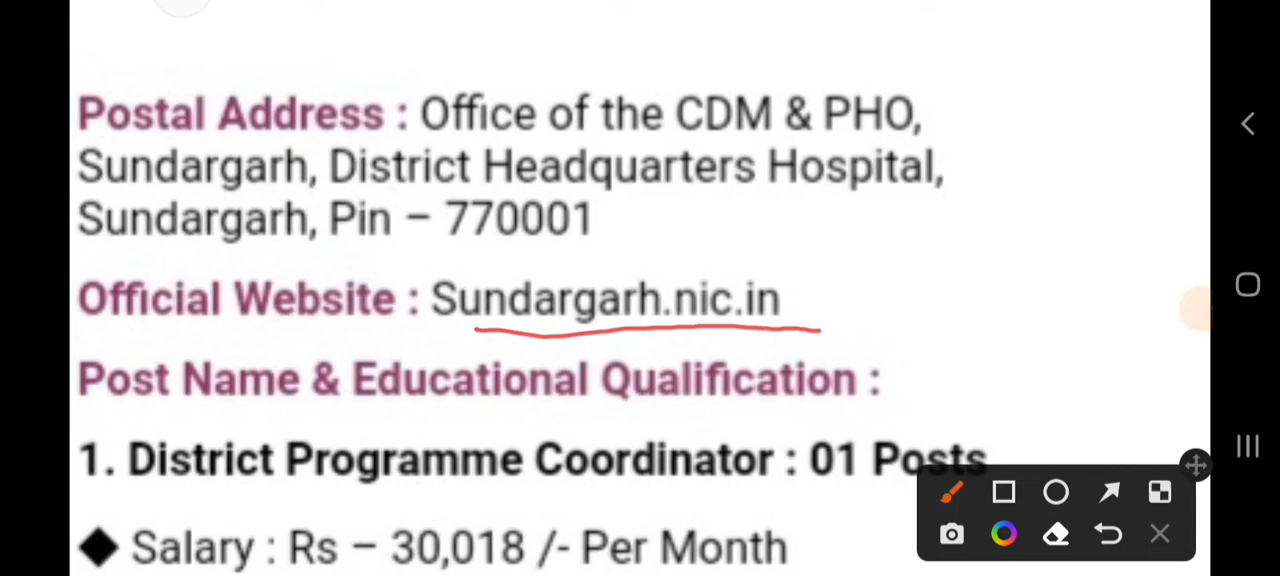 Postal Address : Office of the CDM & PHO,
Sundargarh, District Headquarters Hospital,
Sundargarh, Pin – 770001
Official Website : Sundargarh.nic.in
Post Name & Educational Qualification :
1. District Programme Coordinator : 01 Posts
◆ Salary : Rs – 30,018 /- Per Month